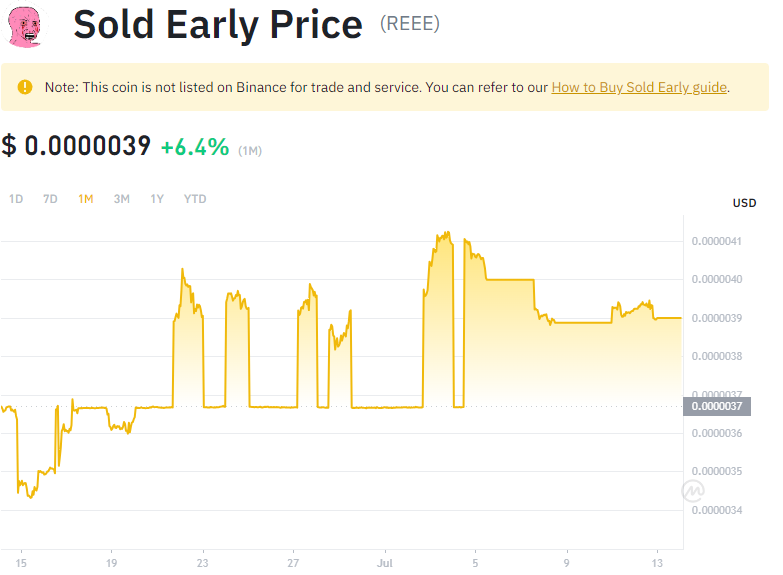 Sold Early Price (REEE)
Note: This coin is not listed on Binance for trade and service. You can refer to our How to Buy Sold Early guide.
$ 0.0000039 +6.4% (1M)
1D 7D 1M 3M 1Y YTD
USD
0.0000041
0.0000040
0.0000039
0.0000038
0.0000037
0.0000037
0.0000036
0.0000035
0.0000034
15 19 23 27 Jul 5 9 13